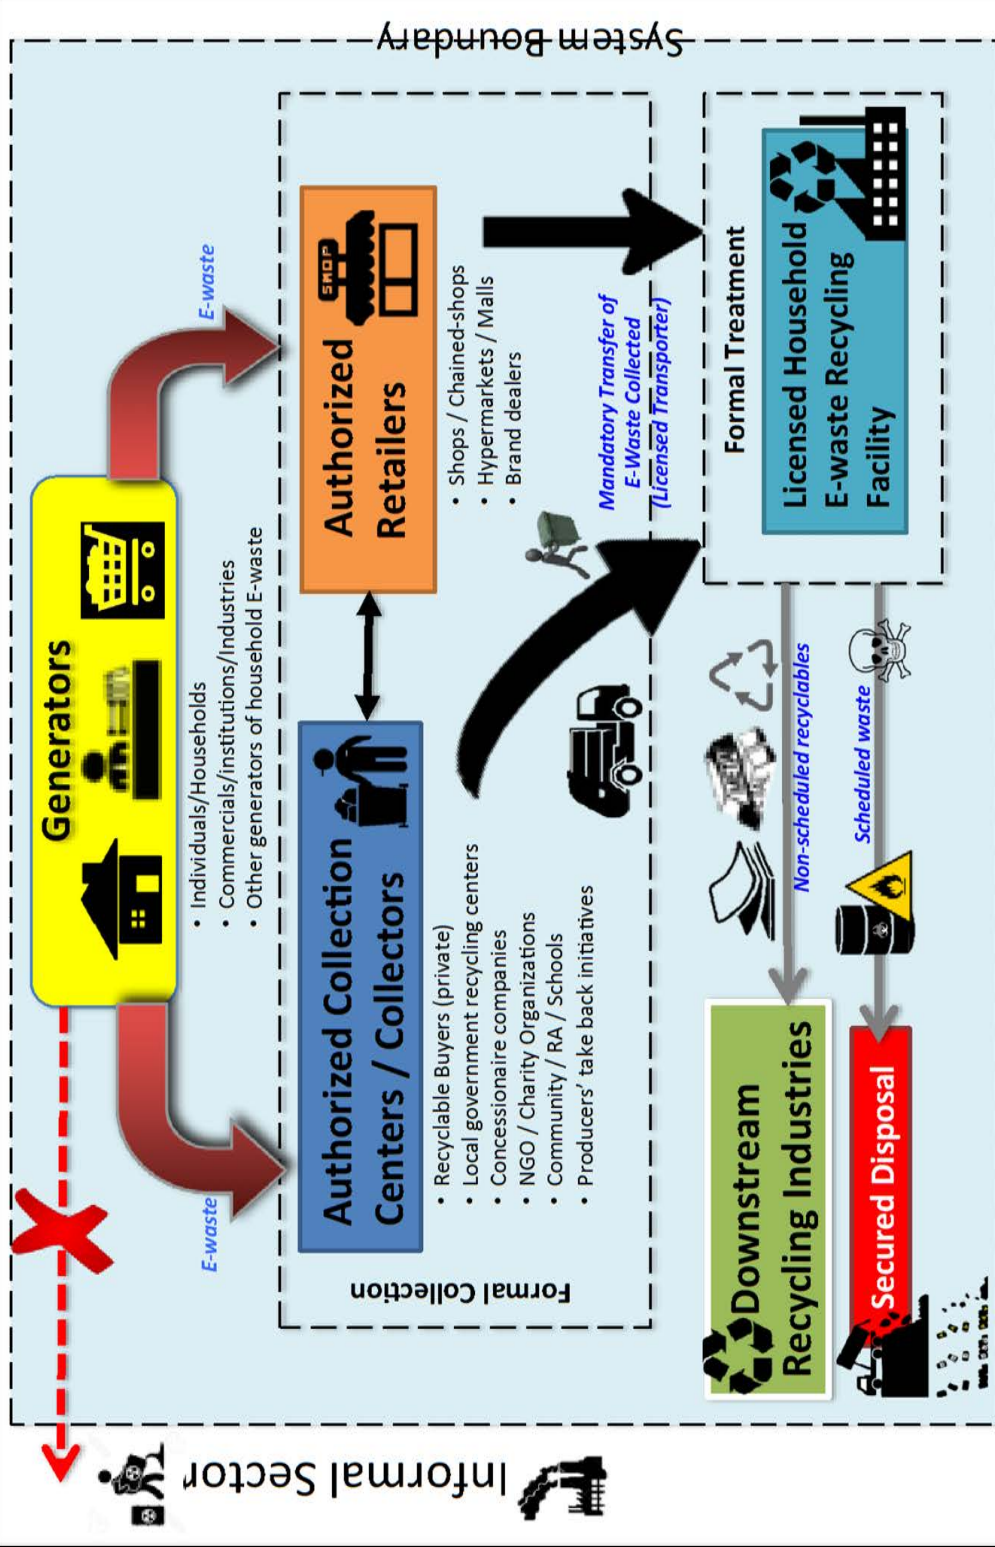 System Boundary
Informal Sector
Generators
• Individuals/Households
• Commercials/institutions/Industries
• Other generators of household E-waste
E-waste
E-waste
Formal Collection
Authorized Collection
Centers / Collectors
• Recyclable Buyers (private)
• Local government recycling centers
• Concessionaire companies
• NGO / Charity Organizations
• Community / RA / Schools
• Producers' take back initiatives
SHOP
Authorized
Retailers
• Shops / Chained-shops
• Hypermarkets / Malls
• Brand dealers
Mandatory Transfer of
E-Waste Collected
(Licensed Transporter)
Formal Treatment
Licensed Household
E-waste Recycling
Facility
Non-scheduled recyclables
Scheduled waste
Downstream
Recycling Industries
Secured Disposal